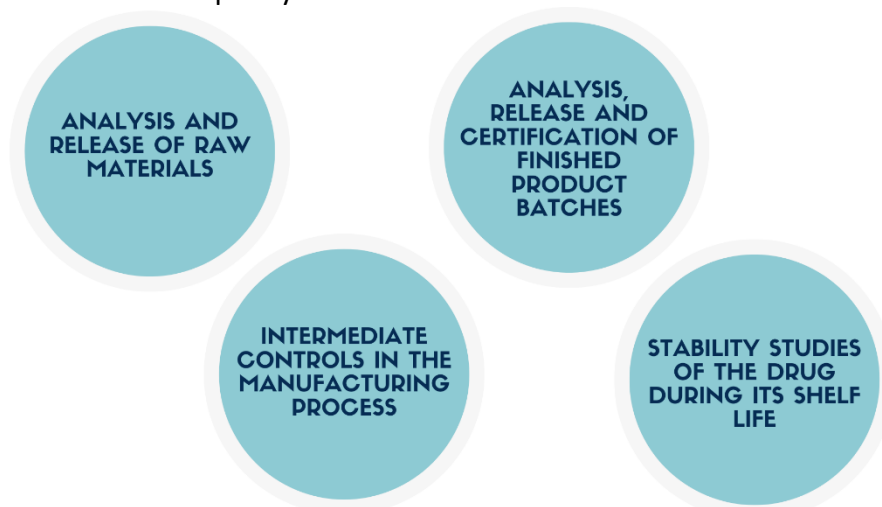 ANALYSIS AND
RELEASE OF RAW
MATERIALS
INTERMEDIATE
CONTROLS IN THE
MANUFACTURING
PROCESS
ANALYSIS,
RELEASE AND
CERTIFICATION OF
FINISHED
PRODUCT
BATCHES
STABILITY STUDIES
OF THE DRUG
DURING ITS SHELF
LIFE